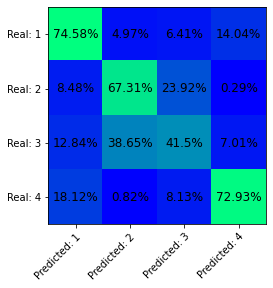 Real: 1 74.58% 4.97% 6.41% 14.04%
Real: 2 8.48% 67.31% 23.92% 0.29%
Real: 3 12.84% 38.65% 41.5% 7.01%
Real: 4 18.12% 0.82% 8.13% 72.93%
Predicted: 1 Predicted: 2 Predicted: 3 Predicted: 4